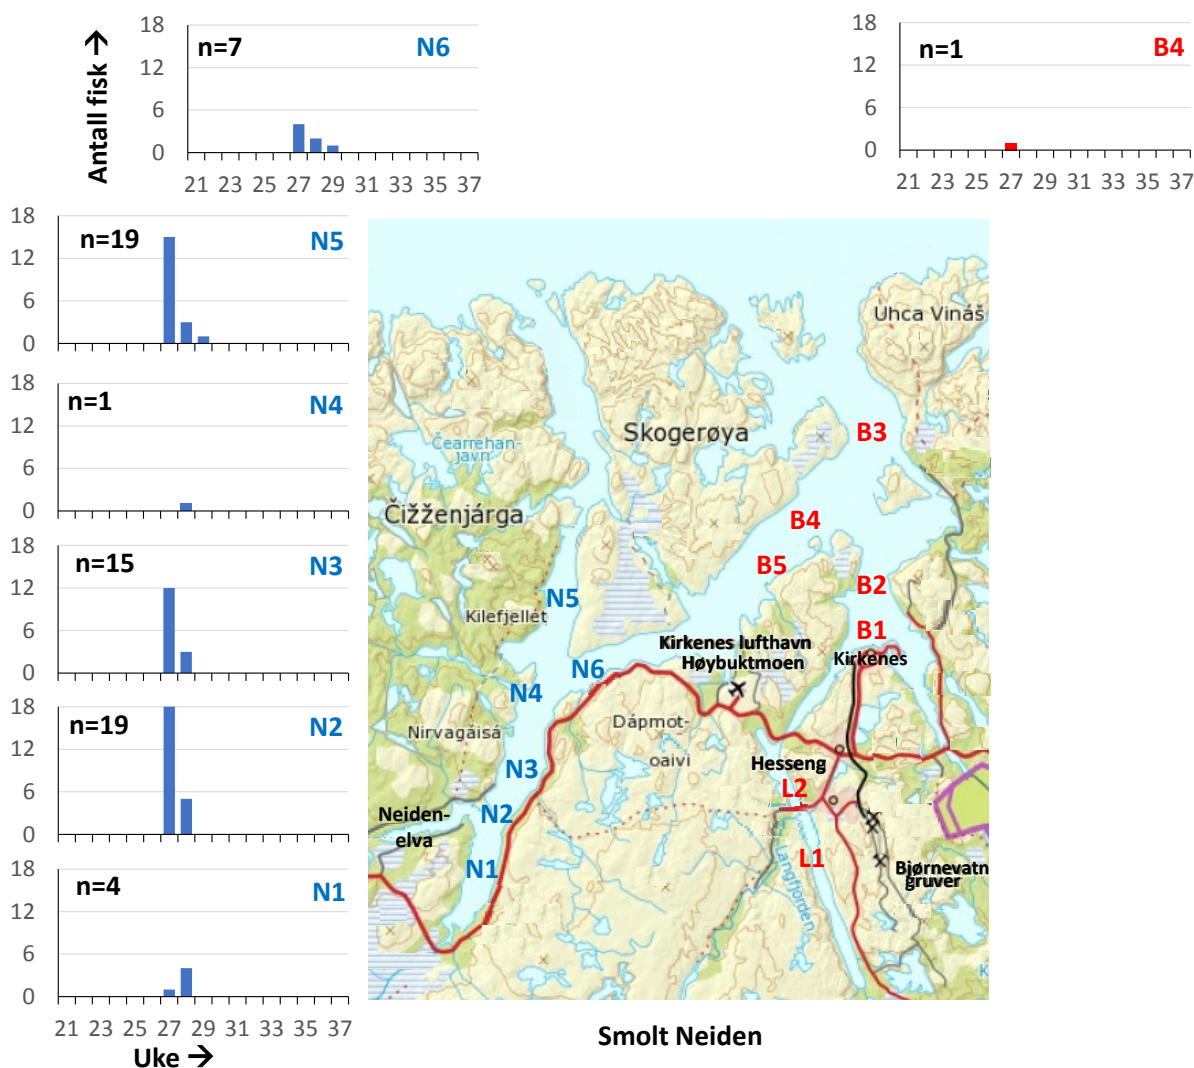 Antall fisk →
18
12
6
0
n=7
N6
21 23 25 27 29 31 33 35 37
18
12
6
0
n=1
B4
21 23 25 27 29 31 33 35 37
18
12
6
0
n=19
N5
18
12
6
0
n=1
N4
18
12
6
0
n=15
N3
18
12
6
0
n=19
N2
18
12
6
0
n=4
N1
21 23 25 27 29 31 33 35 37
Uke →
Uhca Vináš
Skogerøya
B3
Čearrehan-
javri
Čižženjárga
B4
B5
B2
N5
Kilefjellet
B1
Kirkenes lufthavn
Høybuktmoen
Kirkenes
N6
N4
Dápmot-
oaivi
Nirvagáisá
N3
Hesseng
L2
N2
Neiden-
elva
L1
N1
Langfjorden
Bjørnevatn
gruver
K
Smolt Neiden